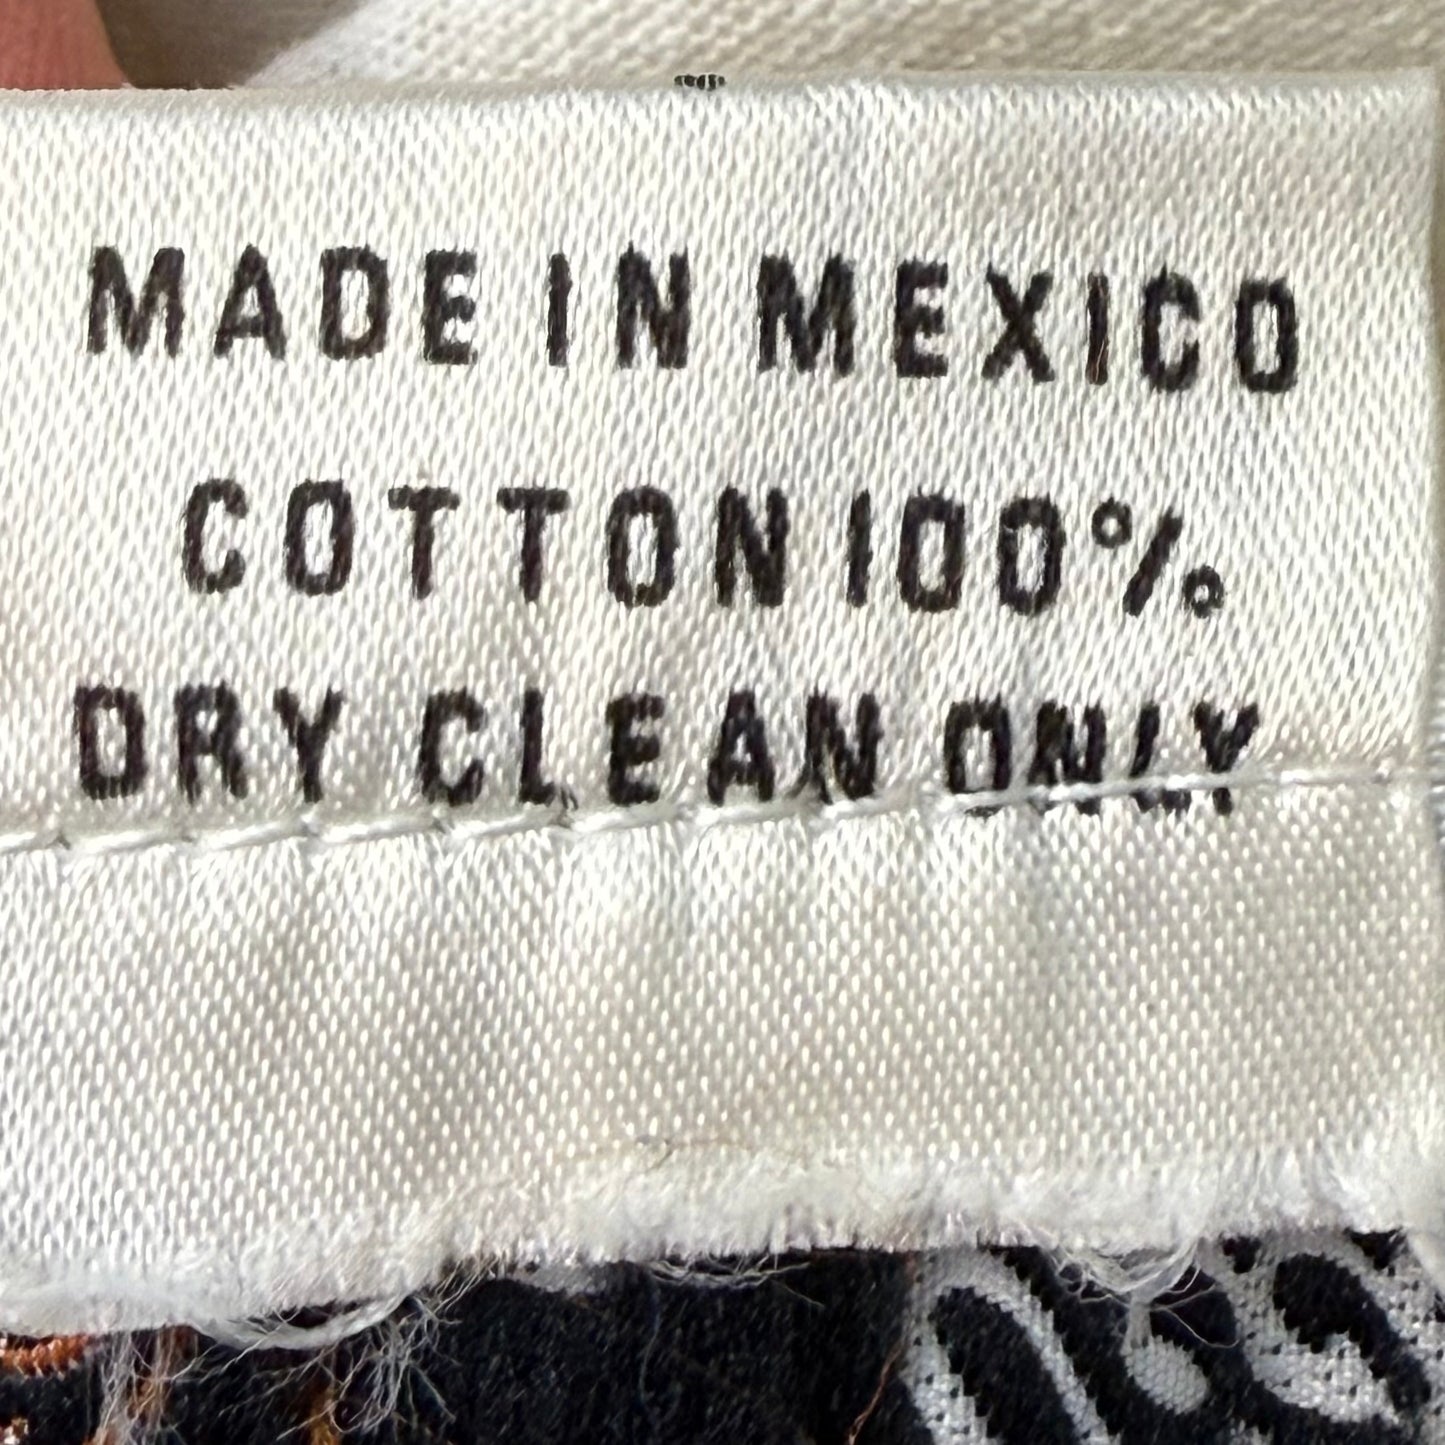 MADE IN MEXICO
COTTON 100%
DRY CLEAN ONLY